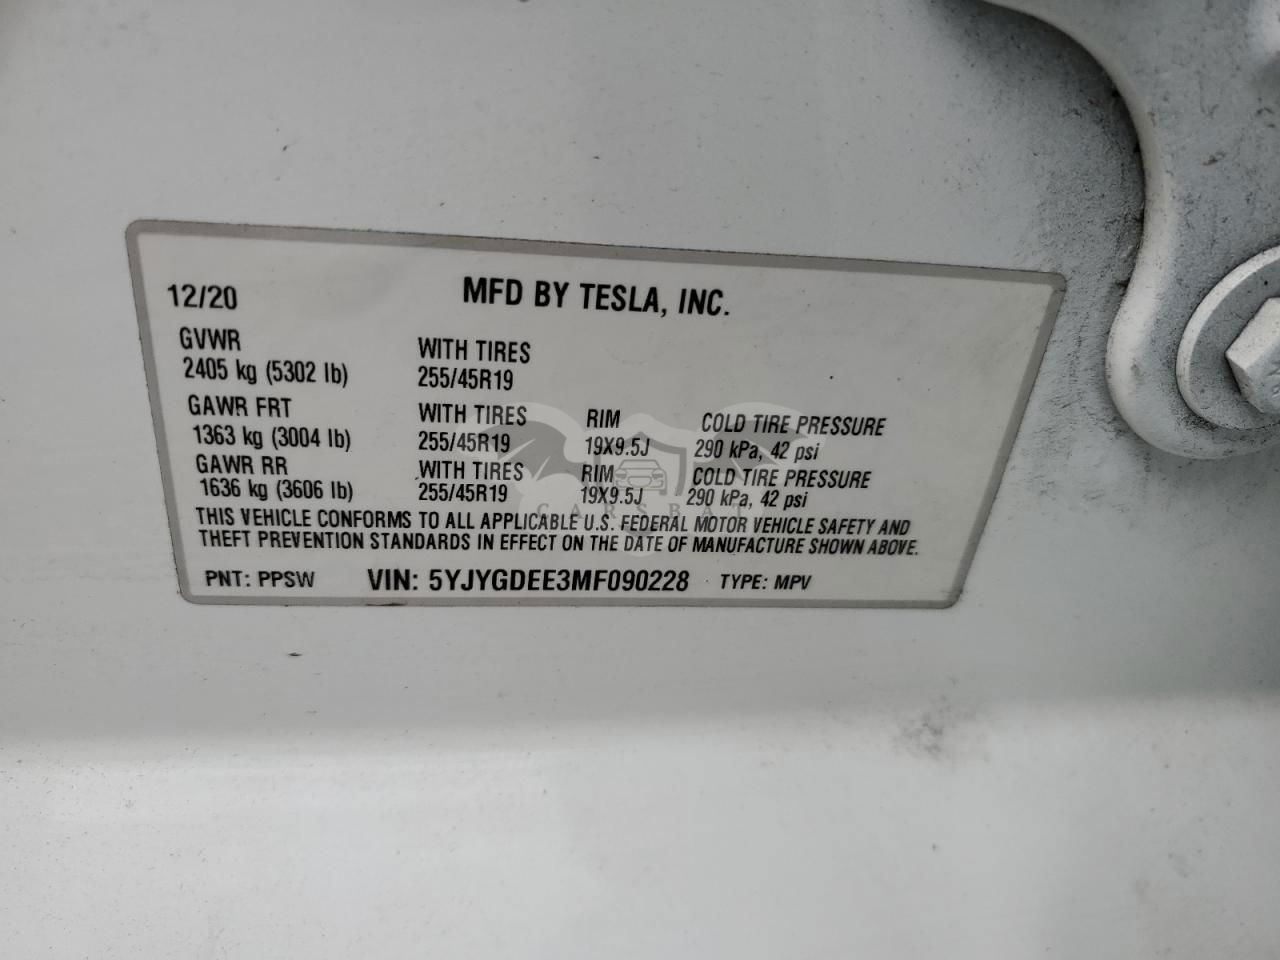 12/20 MFD BY TESLA, INC.
GVWR WITH TIRES
2405 kg (5302 lb) 255/45R19
GAWR FRT WITH TIRES RIM COLD TIRE PRESSURE
1363 kg (3004 lb) 255/45R19 19X9.5J 290 kPa, 42 psi
GAWR RR WITH TIRES RIM COLD TIRE PRESSURE
1636 kg (3606 lb) 255/45R19 19X9.5J 290 kPa, 42 psi
CARSBAD
THIS VEHICLE CONFORMS TO ALL APPLICABLE U.S. FEDERAL MOTOR VEHICLE SAFETY AND
THEFT PREVENTION STANDARDS IN EFFECT ON THE DATE OF MANUFACTURE SHOWN ABOVE.
PNT: PPSW VIN: 5YJYGDEE3MF090228 TYPE: MPV